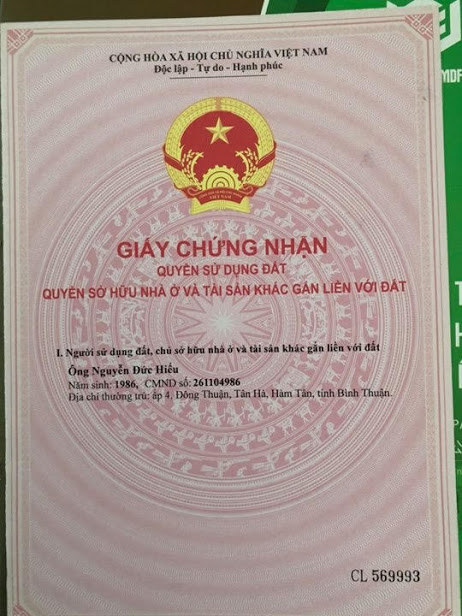 CỘNG HÒA XÃ HỘI CHỦ NGHĨA VIỆT NAM
Độc lập - Tự do - Hạnh phúc
VIỆT NAM
GIẤY CHỨNG NHẬN
QUYỀN SỬ DỤNG ĐẤT
QUYỀN SỞ HỮU NHÀ Ở VÀ TÀI SẢN KHÁC GẮN LIỀN VỚI ĐẤT
I. Người sử dụng đất, chủ sở hữu nhà ở và tài sản khác gắn liền với đất
Ông Nguyễn Đức Hiếu
Năm sinh: 1986, CMND số: 261104986
Địa chỉ thường trú: ấp 4, Đông Thuận, Tân Hà, Hàm Tân, tỉnh Bình Thuận.
CL 569993
MDF